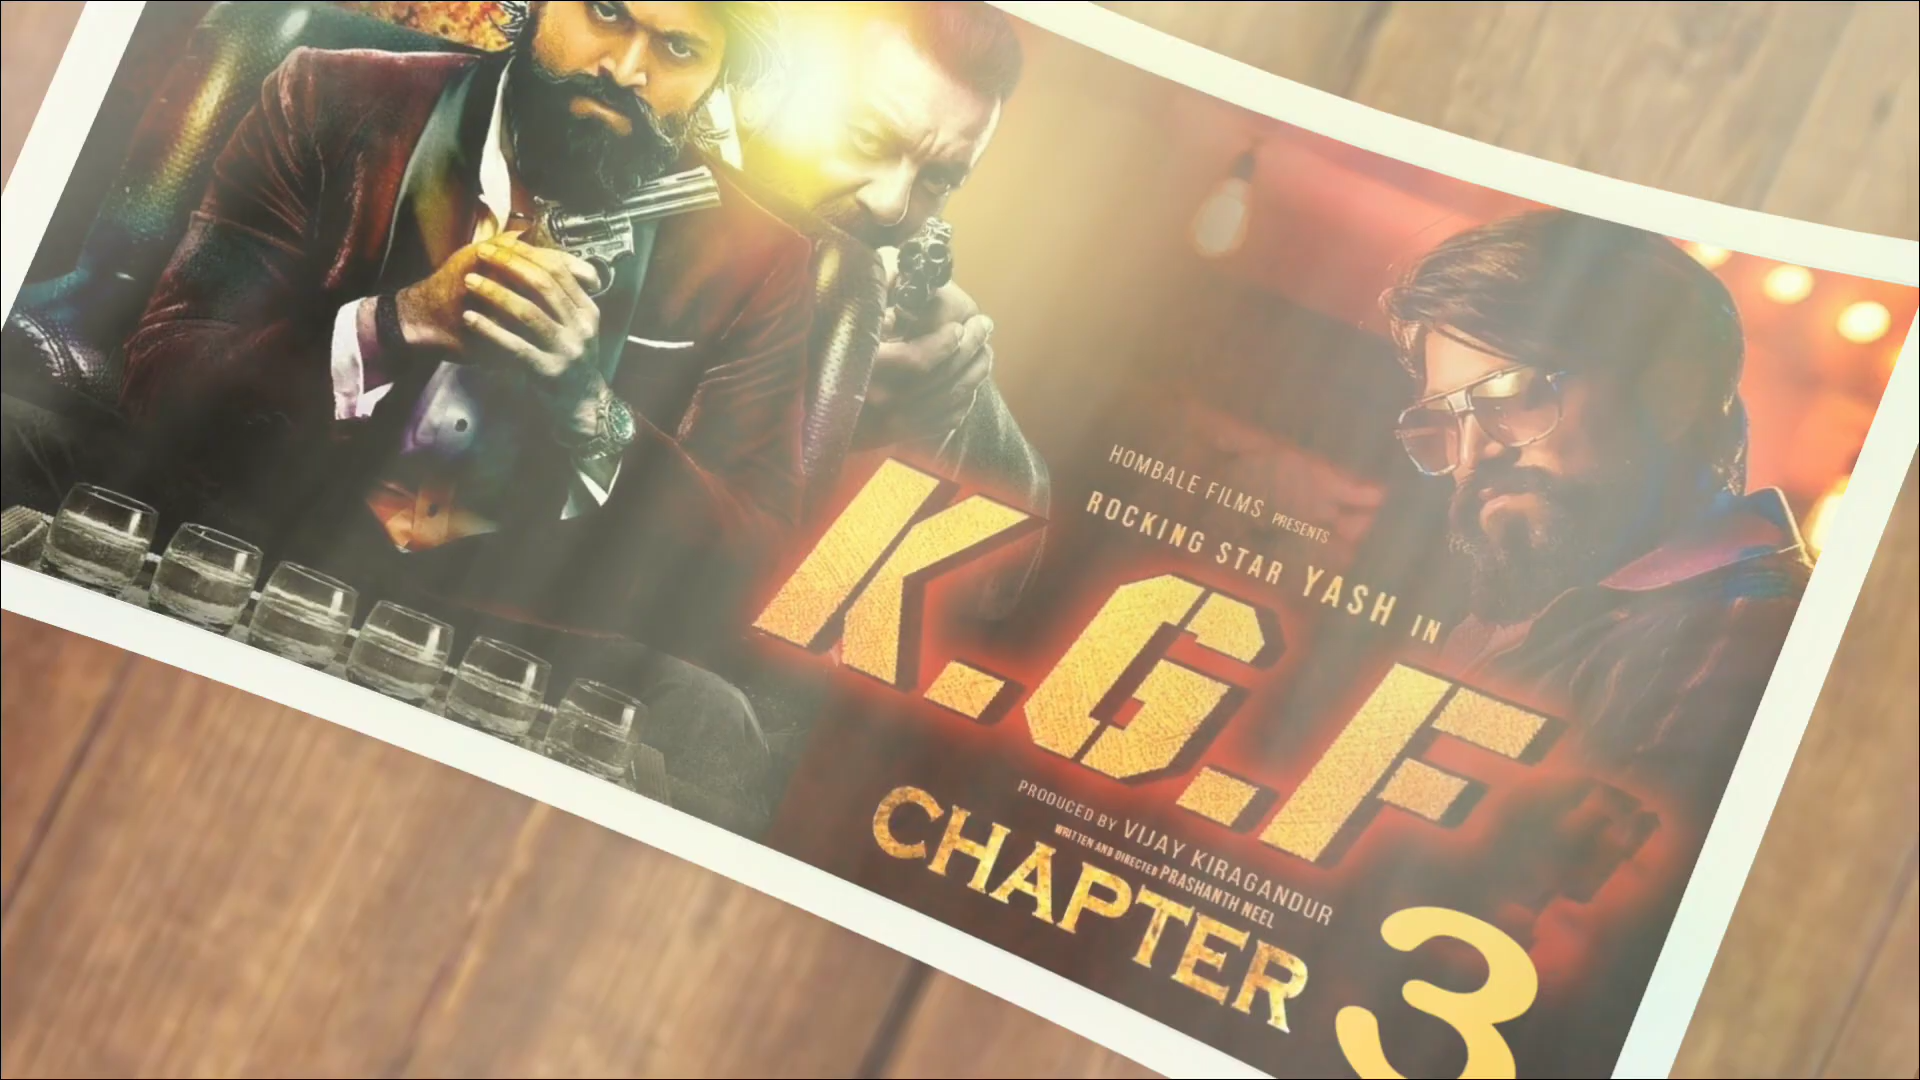 HOMBALE FILMS PRESENTS
ROCKING STAR YASH IN
K.G.F
PRODUCED BY VIJAY KIRAGANDUR
WRITTEN AND DIRECTED PRASHANTH NEEL
CHAPTER 3